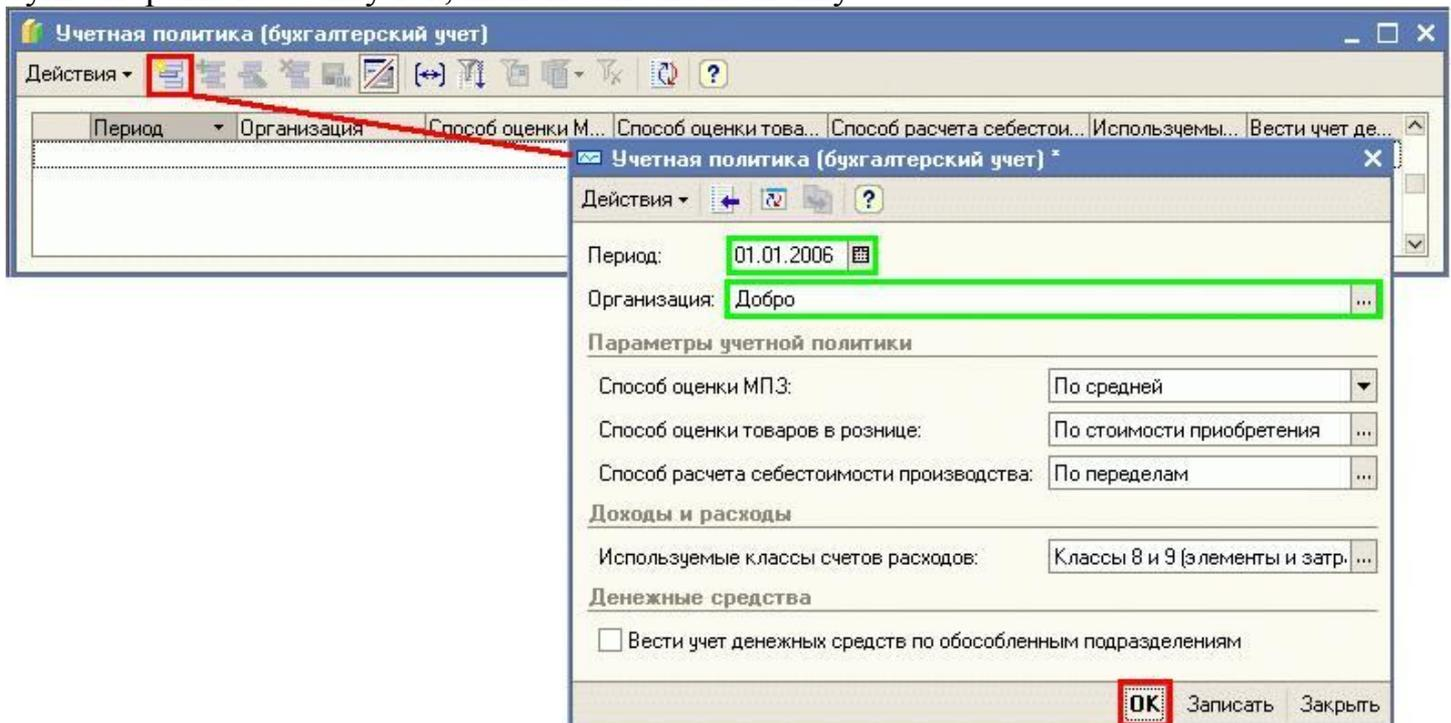 Учетная политика (бухгалтерский учет)
Действия
Период Организация Способ оценки М... Способ оценки това... Способ расчета себестои... Используемы... Вести учет де...
Учетная политика (бухгалтерский учет) *
Действия
Период: 01.01.2006
Организация: Добро ...
Параметры учетной политики
Способ оценки МПЗ: По средней
Способ оценки товаров в рознице: По стоимости приобретения ...
Способ расчета себестоимости производства: По переделам ...
Доходы и расходы
Используемые классы счетов расходов: Классы 8 и 9 (элементы и затр. ...
Денежные средства
Вести учет денежных средств по обособленным подразделениям
OK Записать Закрыть